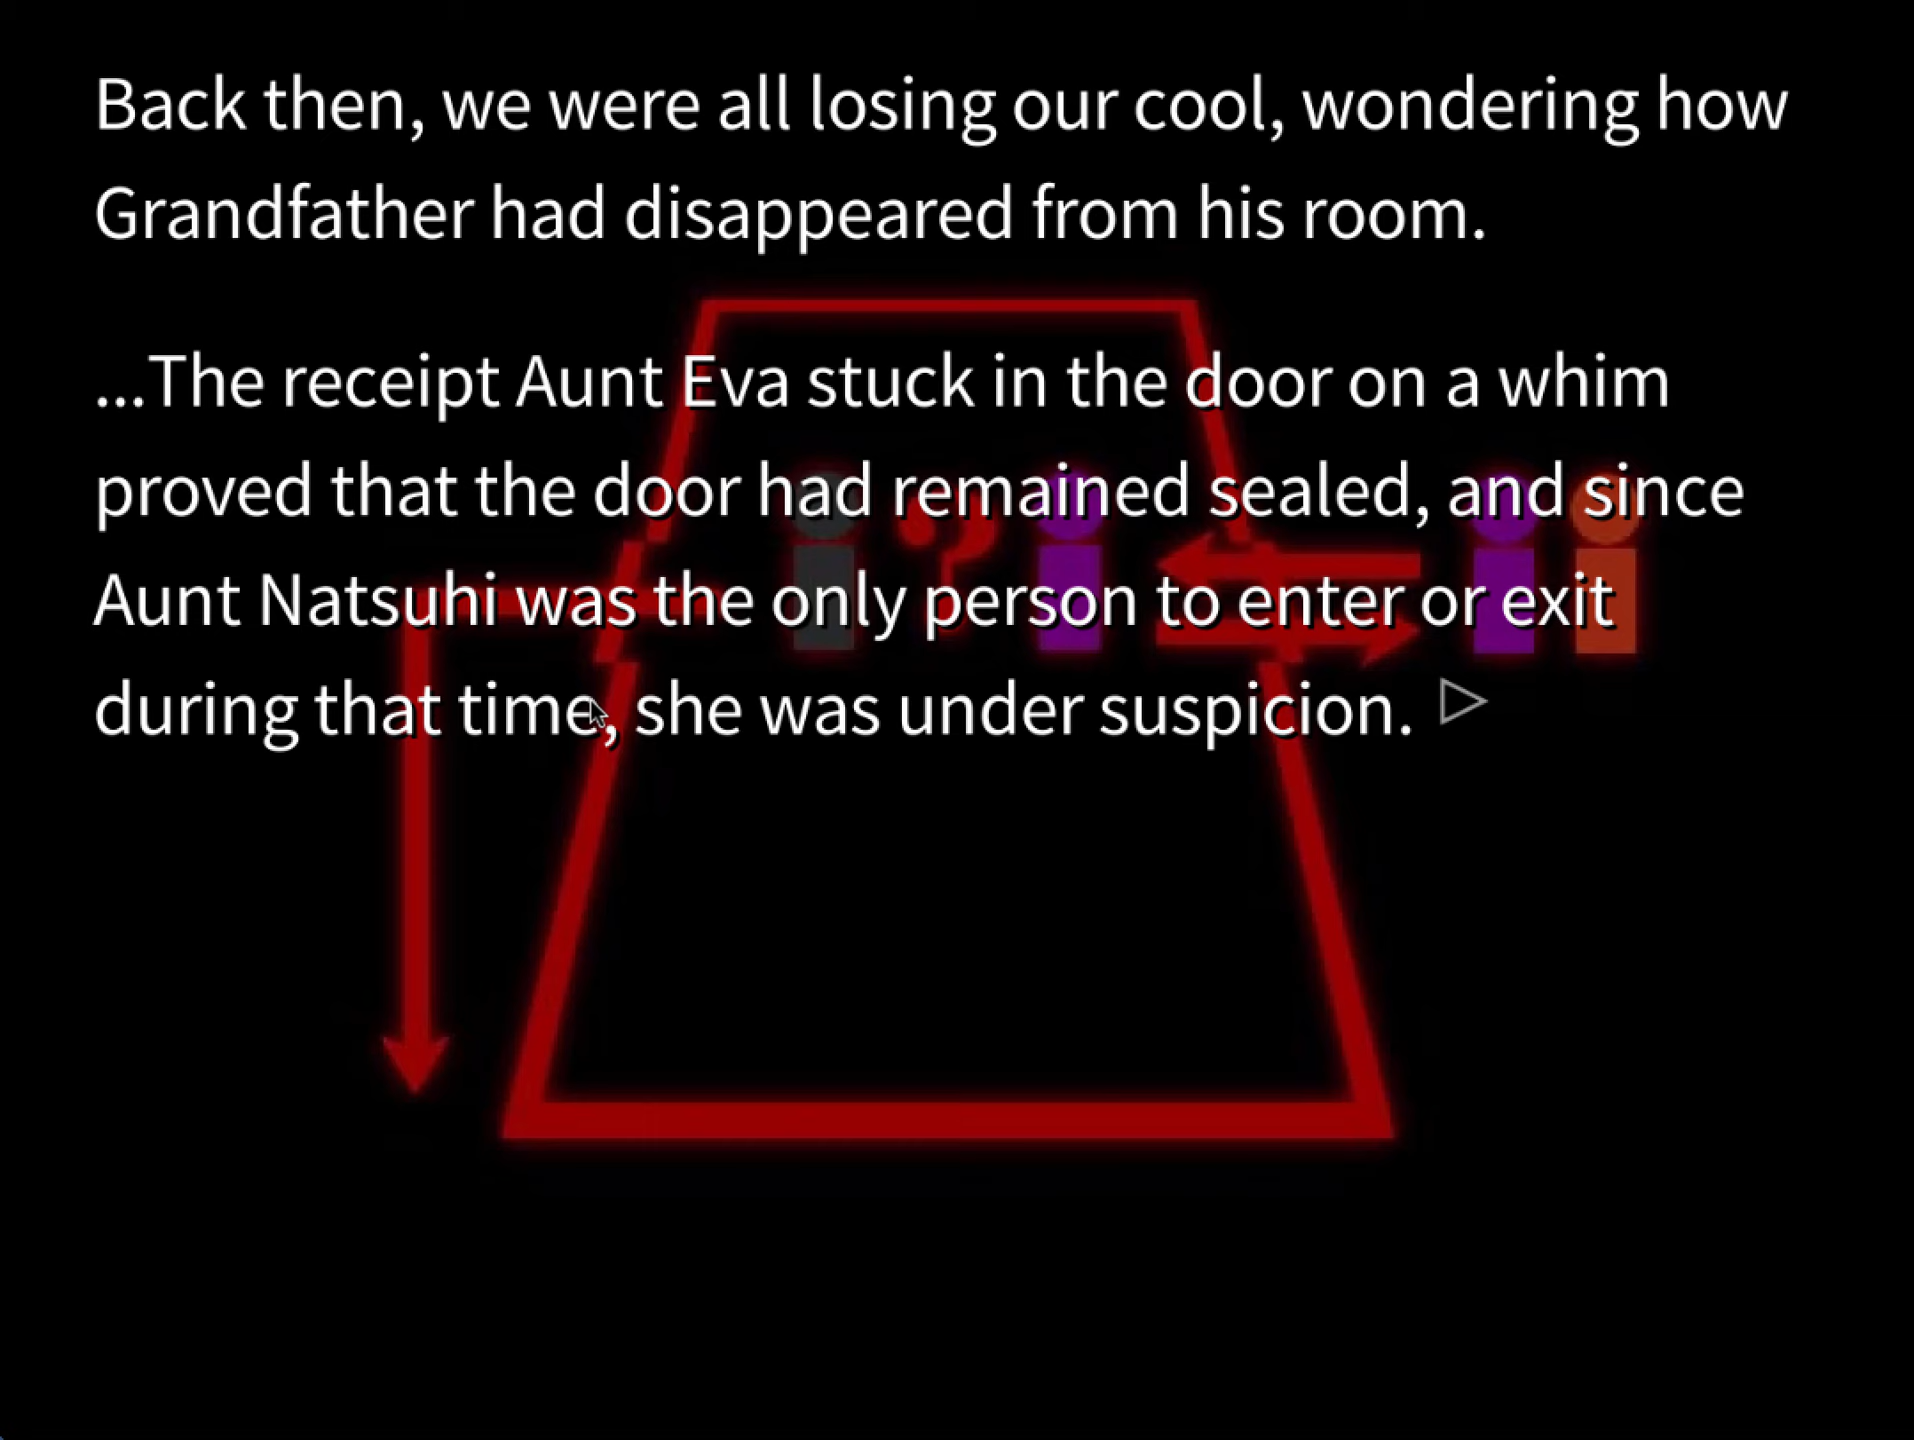 Back then, we were all losing our cool, wondering how
Grandfather had disappeared from his room.
...The receipt Aunt Eva stuck in the door on a whim
proved that the door had remained sealed, and since
Aunt Natsuhi was the only person to enter or exit
during that time, she was under suspicion.